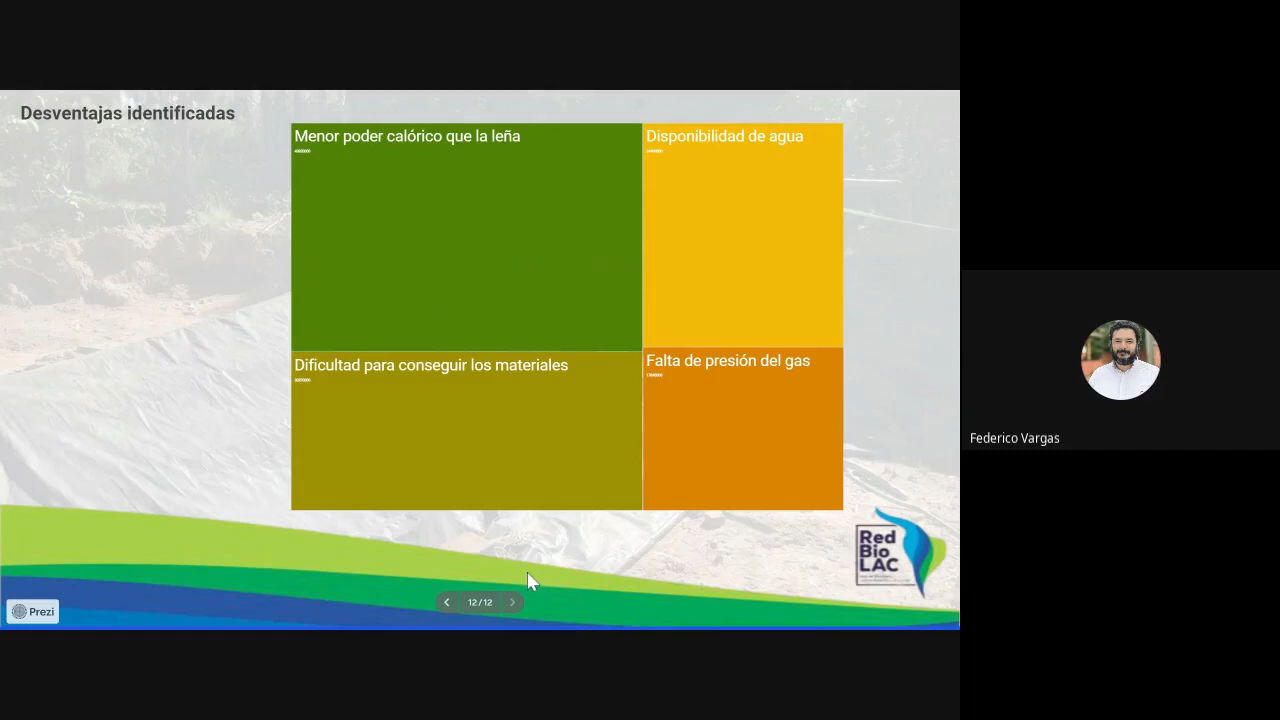 Desventajas identificadas
Menor poder calórico que la leña
Disponibilidad de agua
Dificultad para conseguir los materiales
Falta de presión del gas
Red
Bio
LAC
Prezi
12/12
Federico Vargas